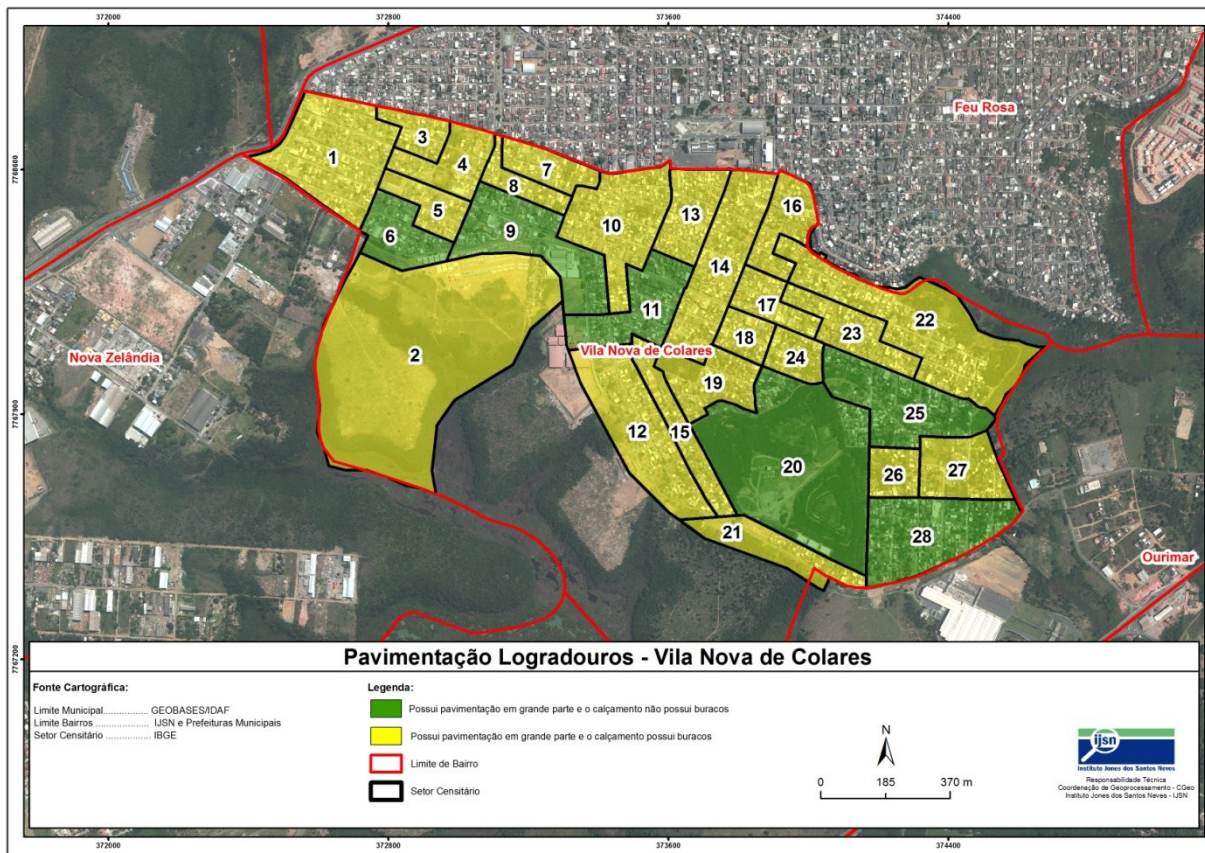 372000 372800 373600 374400
7768600
7767900
7767200
Feu Rosa
Nova Zelândia
Vila Nova de Colares
Ourimar
1
2
3
4
5
6
7
8
9
10
11
12
13
14
15
16
17
18
19
20
21
22
23
24
25
26
27
28
Pavimentação Logradouros - Vila Nova de Colares
Fonte Cartográfica:
Limite Municipal................ GEOBASES/IDAF
Limite Bairros ................... IJSN e Prefeituras Municipais
Setor Censitário ................ IBGE
Legenda:
Possui pavimentação em grande parte e o calçamento não possui buracos
Possui pavimentação em grande parte e o calçamento possui buracos
Limite de Bairro
Setor Censitário
N
0 185 370 m
ijsn
Instituto Jones dos Santos Neves
Responsabilidade Técnica
Coordenação de Geoprocessamento - CGeo
Instituto Jones dos Santos Neves - IJSN
372000 372800 373600 374400